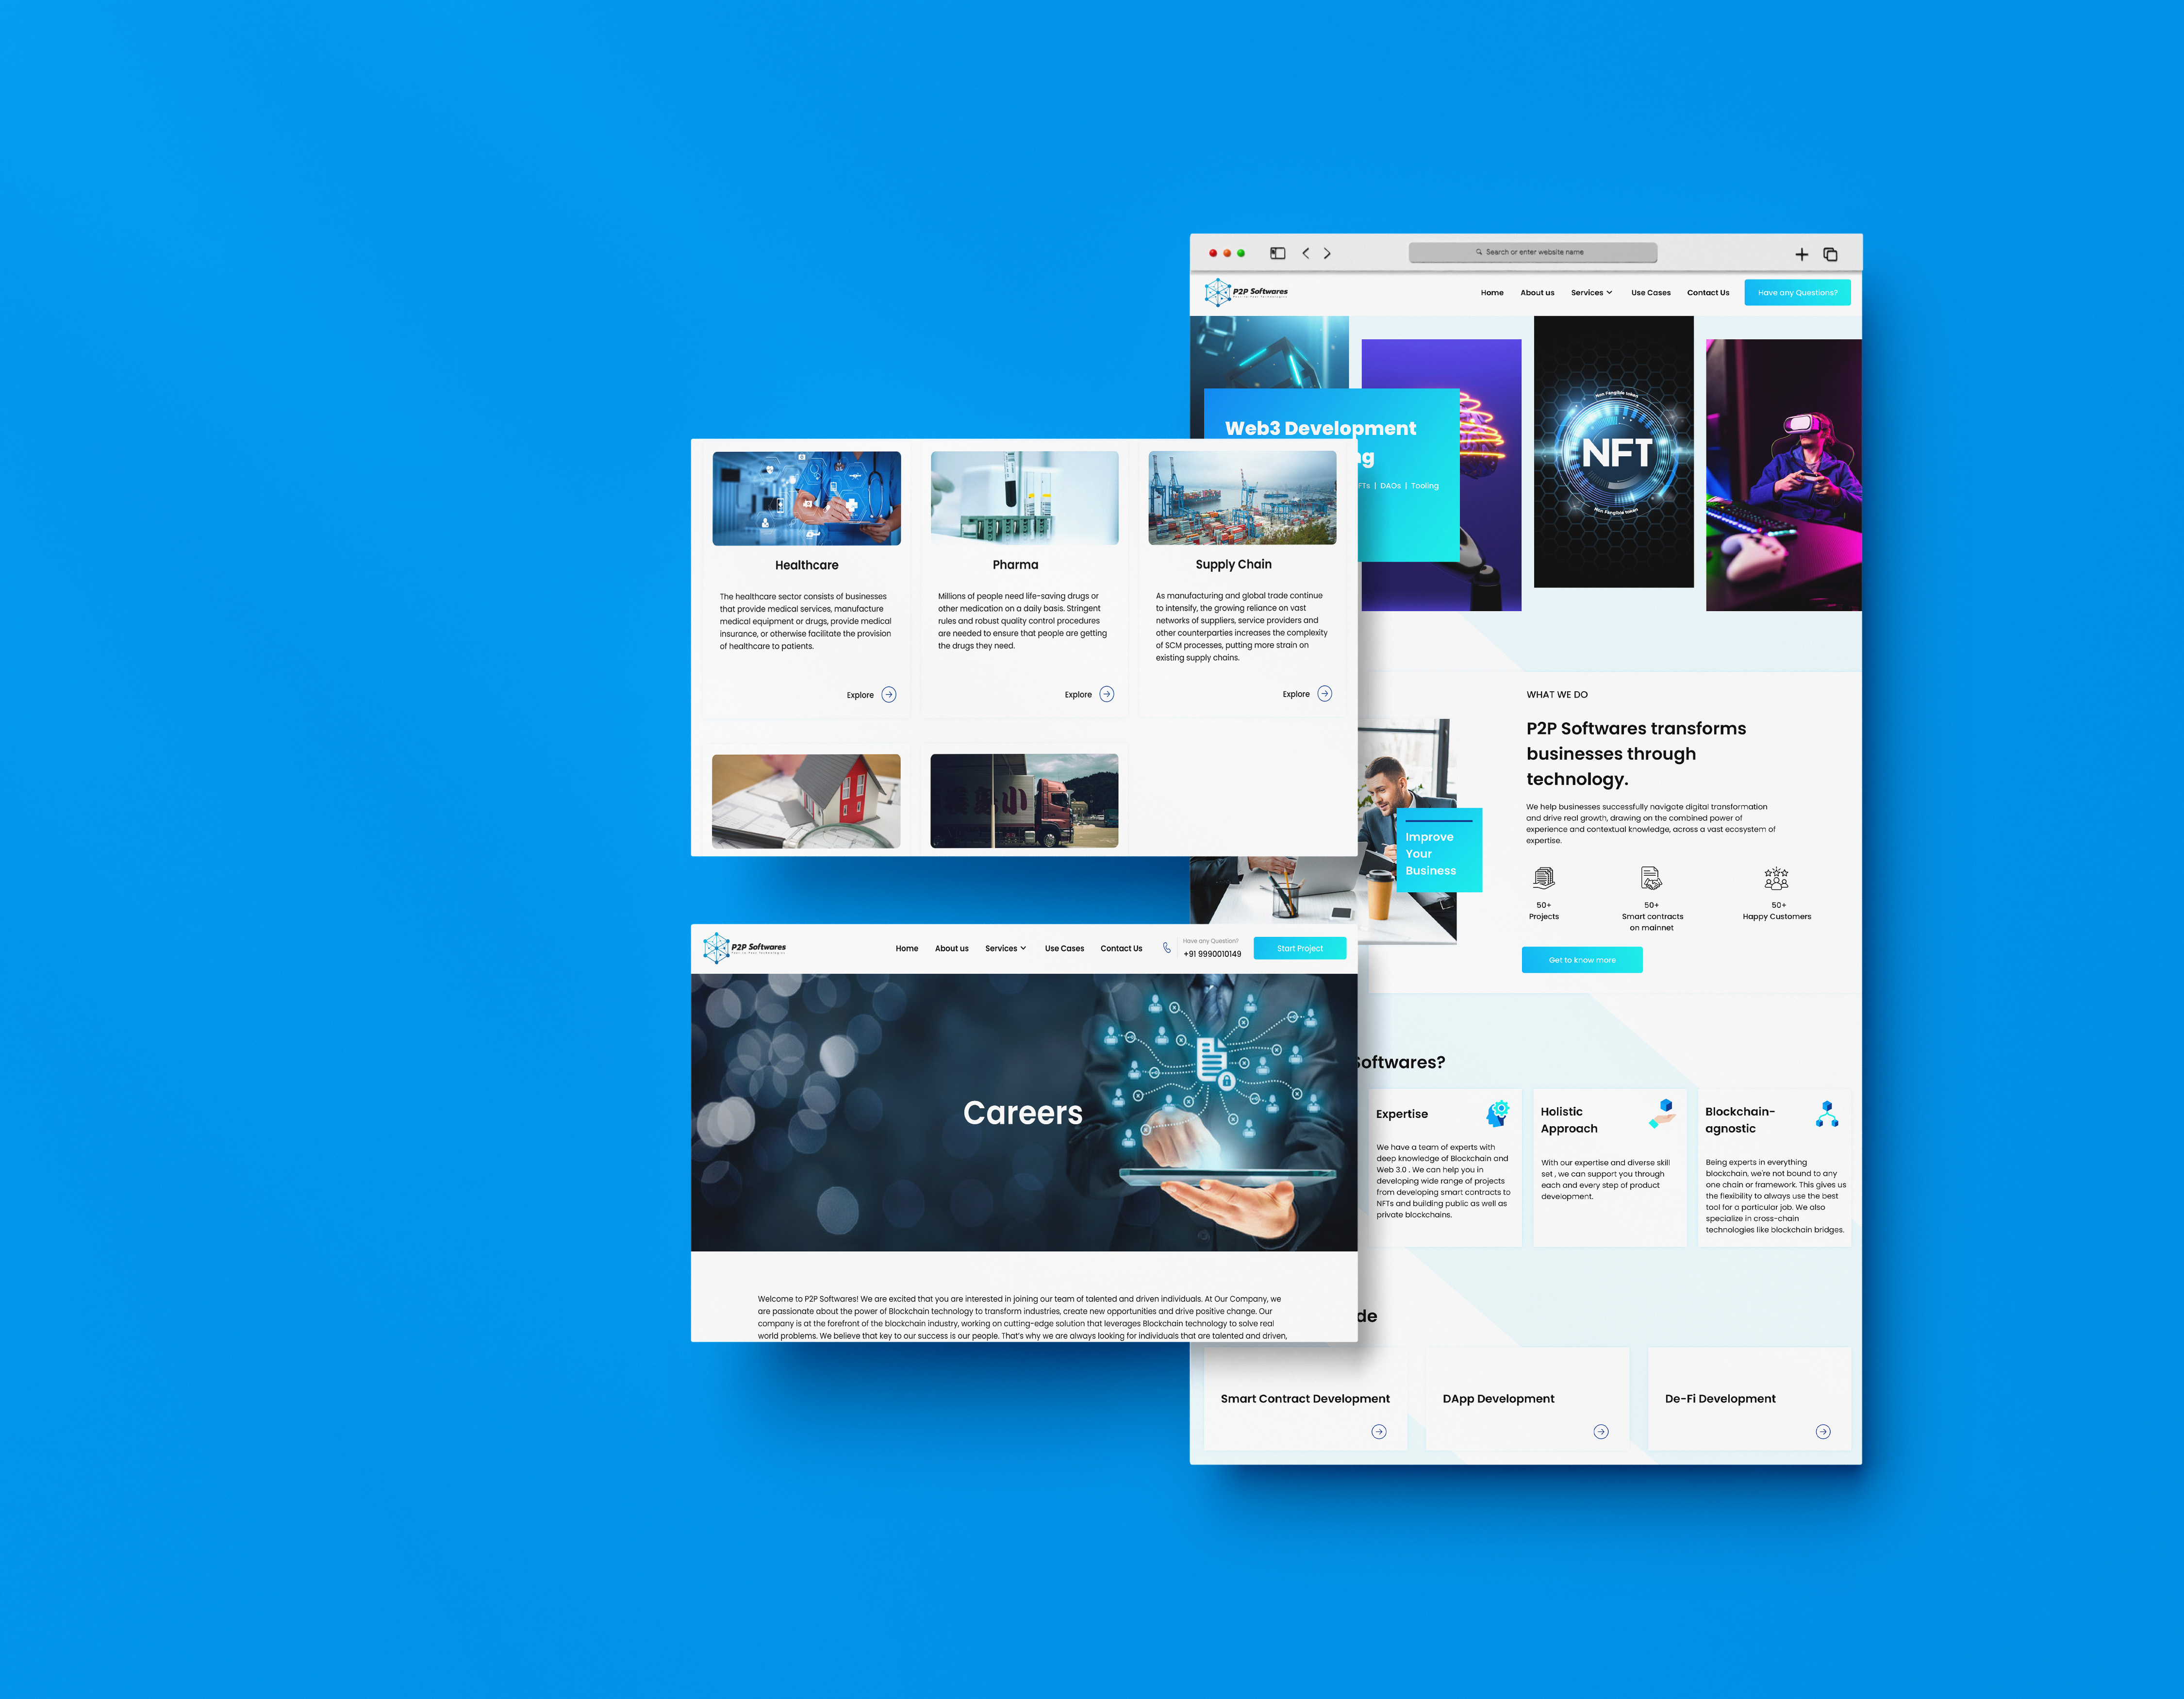 Search or enter website name
P2P Softwares
Home
About us
Services
Use Cases
Contact Us
Have any Questions?
Web3 Development
ng
FTs | DAOs | Tooling
Non Fangible token
NFT
Non Fangible token
WHAT WE DO
P2P Softwares transforms
businesses through
technology.
We help businesses successfully navigate digital transformation
and drive real growth, drawing on the combined power of
experience and contextual knowledge, across a vast ecosystem of
expertise.
50+
Projects
50+
Smart contracts
on mainnet
50+
Happy Customers
Get to know more
Improve
Your
Business
Softwares?
Expertise
We have a team of experts with
deep knowledge of Blockchain and
Web 3.0 . We can help you in
developing wide range of projects
from developing smart contracts to
NFTs and building public as well as
private blockchains.
Holistic
Approach
With our expertise and diverse skill
set , we can support you through
each and every step of product
development.
Blockchain-
agnostic
Being experts in everything
blockchain, we're not bound to any
one chain or framework. This gives us
the flexibility to always use the best
tool for a particular job. We also
specialize in cross-chain
technologies like blockchain bridges.
de
Smart Contract Development
DApp Development
De-Fi Development
Healthcare
The healthcare sector consists of businesses
that provide medical services, manufacture
medical equipment or drugs, provide medical
insurance, or otherwise facilitate the provision
of healthcare to patients.
Explore
Pharma
Millions of people need life-saving drugs or
other medication on a daily basis. Stringent
rules and robust quality control procedures
are needed to ensure that people are getting
the drugs they need.
Explore
Supply Chain
As manufacturing and global trade continue
to intensify, the growing reliance on vast
networks of suppliers, service providers and
other counterparties increases the complexity
of SCM processes, putting more strain on
existing supply chains.
Explore
P2P Softwares
Home
About us
Services
Use Cases
Contact Us
Have any Question?
+91 9990010149
Start Project
Careers
Welcome to P2P Softwares! We are excited that you are interested in joining our team of talented and driven individuals. At Our Company, we
are passionate about the power of Blockchain technology to transform industries, create new opportunities and drive positive change. Our
company is at the forefront of the blockchain industry, working on cutting-edge solution that leverages Blockchain technology to solve real
world problems. We believe that key to our success is our people. That's why we are always looking for individuals that are talented and driven,